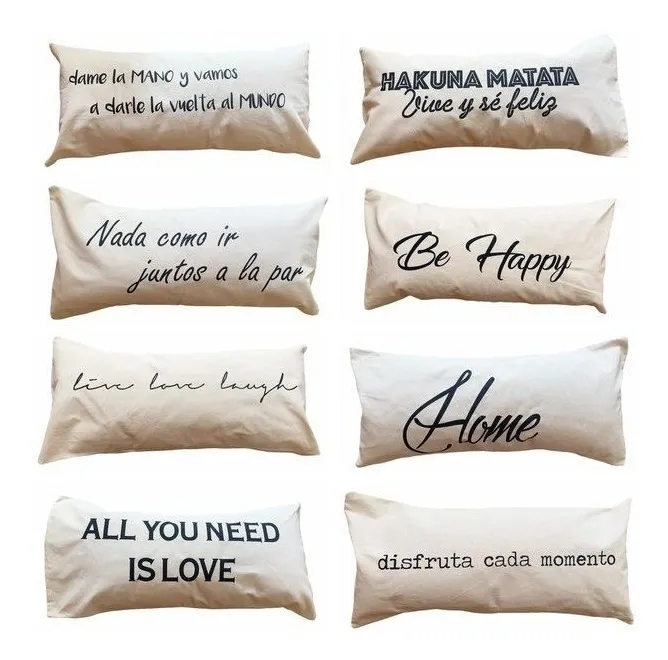 dame la MANO y vamos
a darle la vuelta al MUNDO
HAKUNA MATATA
Vive y sé feliz
Nada como ir
juntos a la par
Be Happy
live love laugh
Home
ALL YOU NEED
IS LOVE
disfruta cada momento